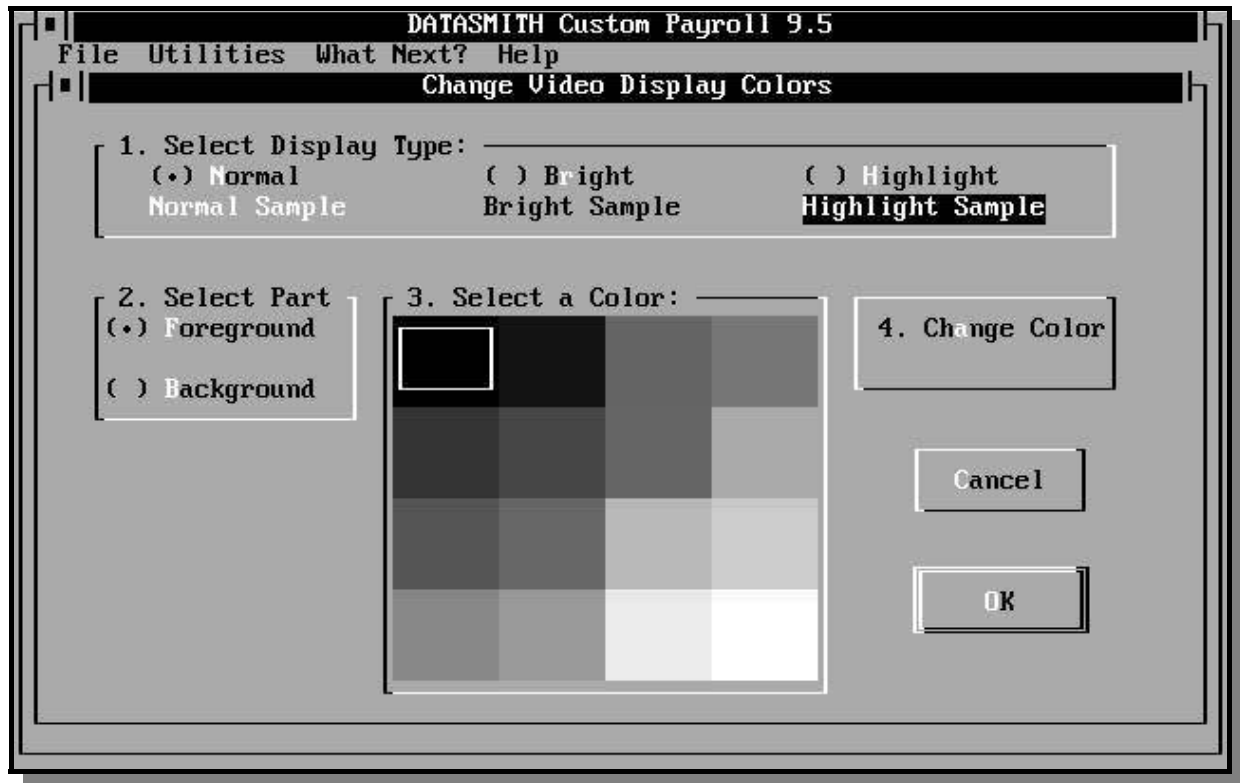 DATASMITH Custom Payroll 9.5
File Utilities What Next? Help
Change Video Display Colors
1. Select Display Type:
(•) Normal ( ) Bright ( ) Highlight
Normal Sample Bright Sample Highlight Sample
2. Select Part 3. Select a Color:
(•) Foreground 4. Change Color
( ) Background
Cancel
OK